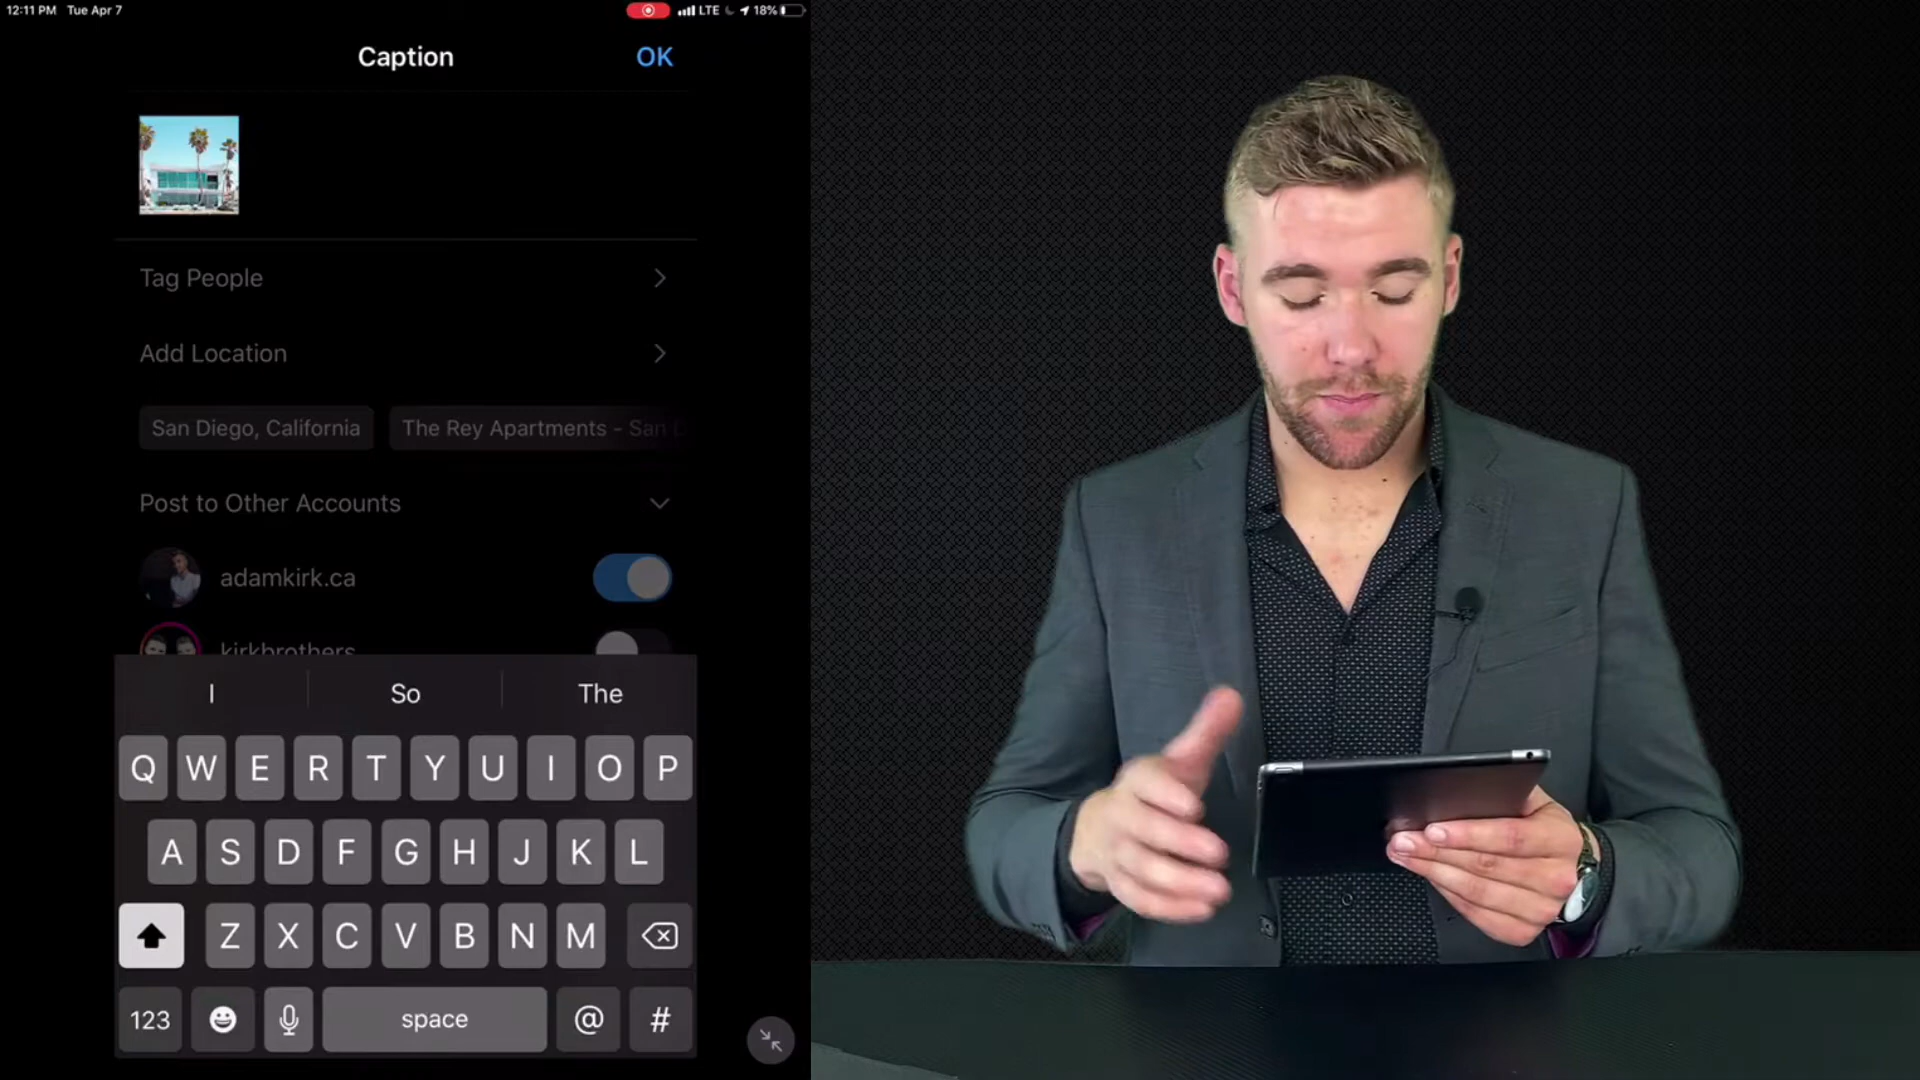 12:11 PM Tue Apr 7 LTE 18%
Caption OK
Tag People
Add Location
San Diego, California The Rey Apartments - San D
Post to Other Accounts
adamkirk.ca
kirkbrothers
I So The
Q W E R T Y U I O P
A S D F G H J K L
Z X C V B N M
123 space @ #